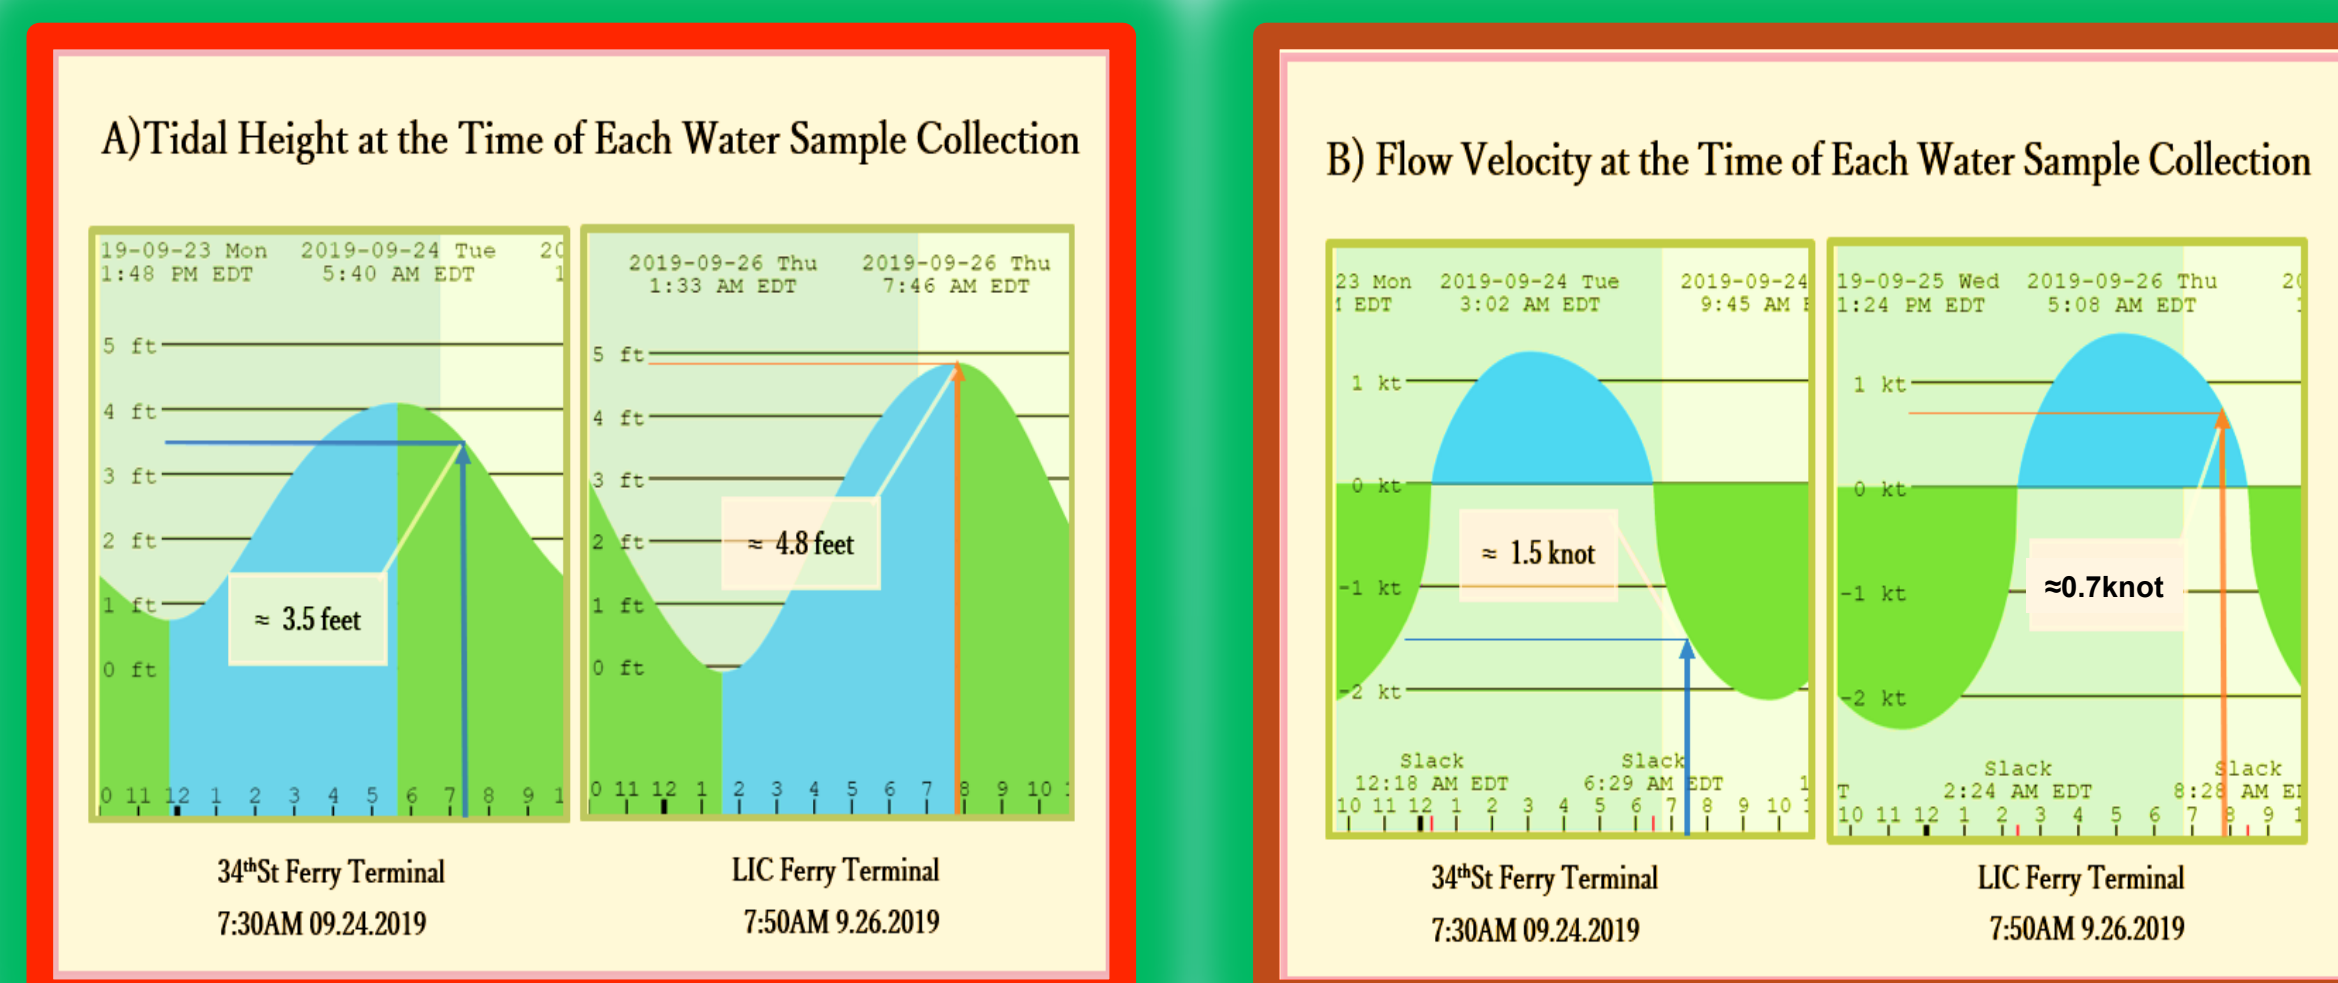 A)Tidal Height at the Time of Each Water Sample Collection
19-09-23 Mon 2019-09-24 Tue 20
1:48 PM EDT 5:40 AM EDT 1
5 ft
4 ft
3 ft
2 ft
1 ft
0 ft
≈ 3.5 feet
0 11 12 1 2 3 4 5 6 7 8 9 1
34thSt Ferry Terminal
7:30AM 09.24.2019
2019-09-26 Thu 2019-09-26 Thu
1:33 AM EDT 7:46 AM EDT
5 ft
4 ft
3 ft
2 ft
1 ft
0 ft
≈ 4.8 feet
0 11 12 1 2 3 4 5 6 7 8 9 10
LIC Ferry Terminal
7:50AM 9.26.2019
B) Flow Velocity at the Time of Each Water Sample Collection
23 Mon 2019-09-24 Tue 2019-09-24
EDT 3:02 AM EDT 9:45 AM
1 kt
0 kt
-1 kt
-2 kt
≈ 1.5 knot
Slack Slack
12:18 AM EDT 6:29 AM EDT 1
10 11 12 1 2 3 4 5 6 7 8 9 10 1
34thSt Ferry Terminal
7:30AM 09.24.2019
19-09-25 Wed 2019-09-26 Thu 20
1:24 PM EDT 5:08 AM EDT
1 kt
0 kt
-1 kt
-2 kt
≈0.7knot
Slack Slack
T 2:24 AM EDT 8:28 AM E
10 11 12 1 2 3 4 5 6 7 8 9 1
LIC Ferry Terminal
7:50AM 9.26.2019